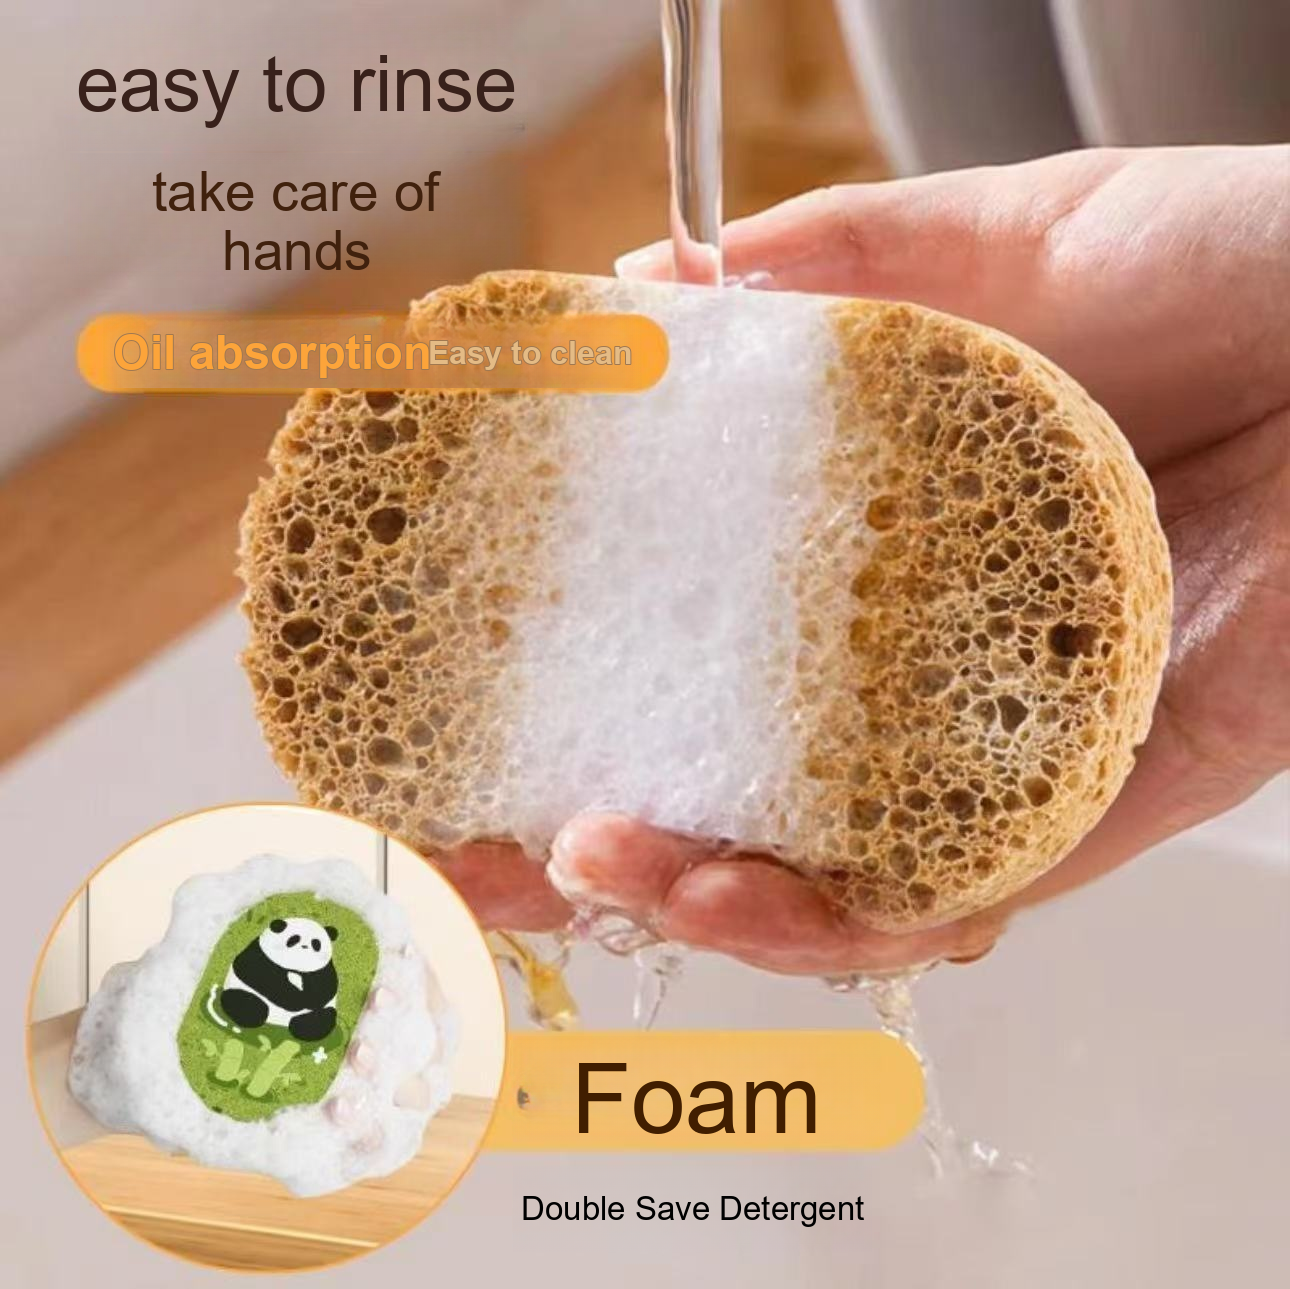 easy to rinse
take care of
hands
Oil absorption Easy to clean
Foam
Double Save Detergent